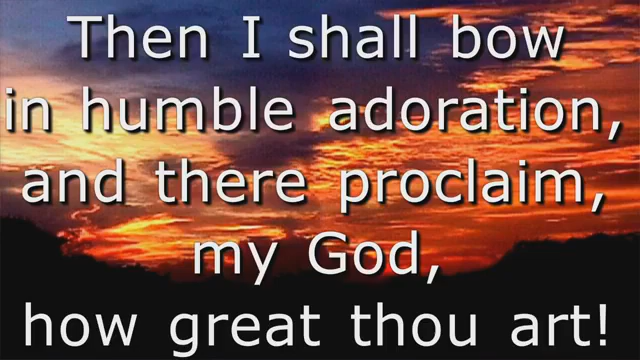 Then I shall bow
in humble adoration,
and there proclaim,
my God,
how great thou art!